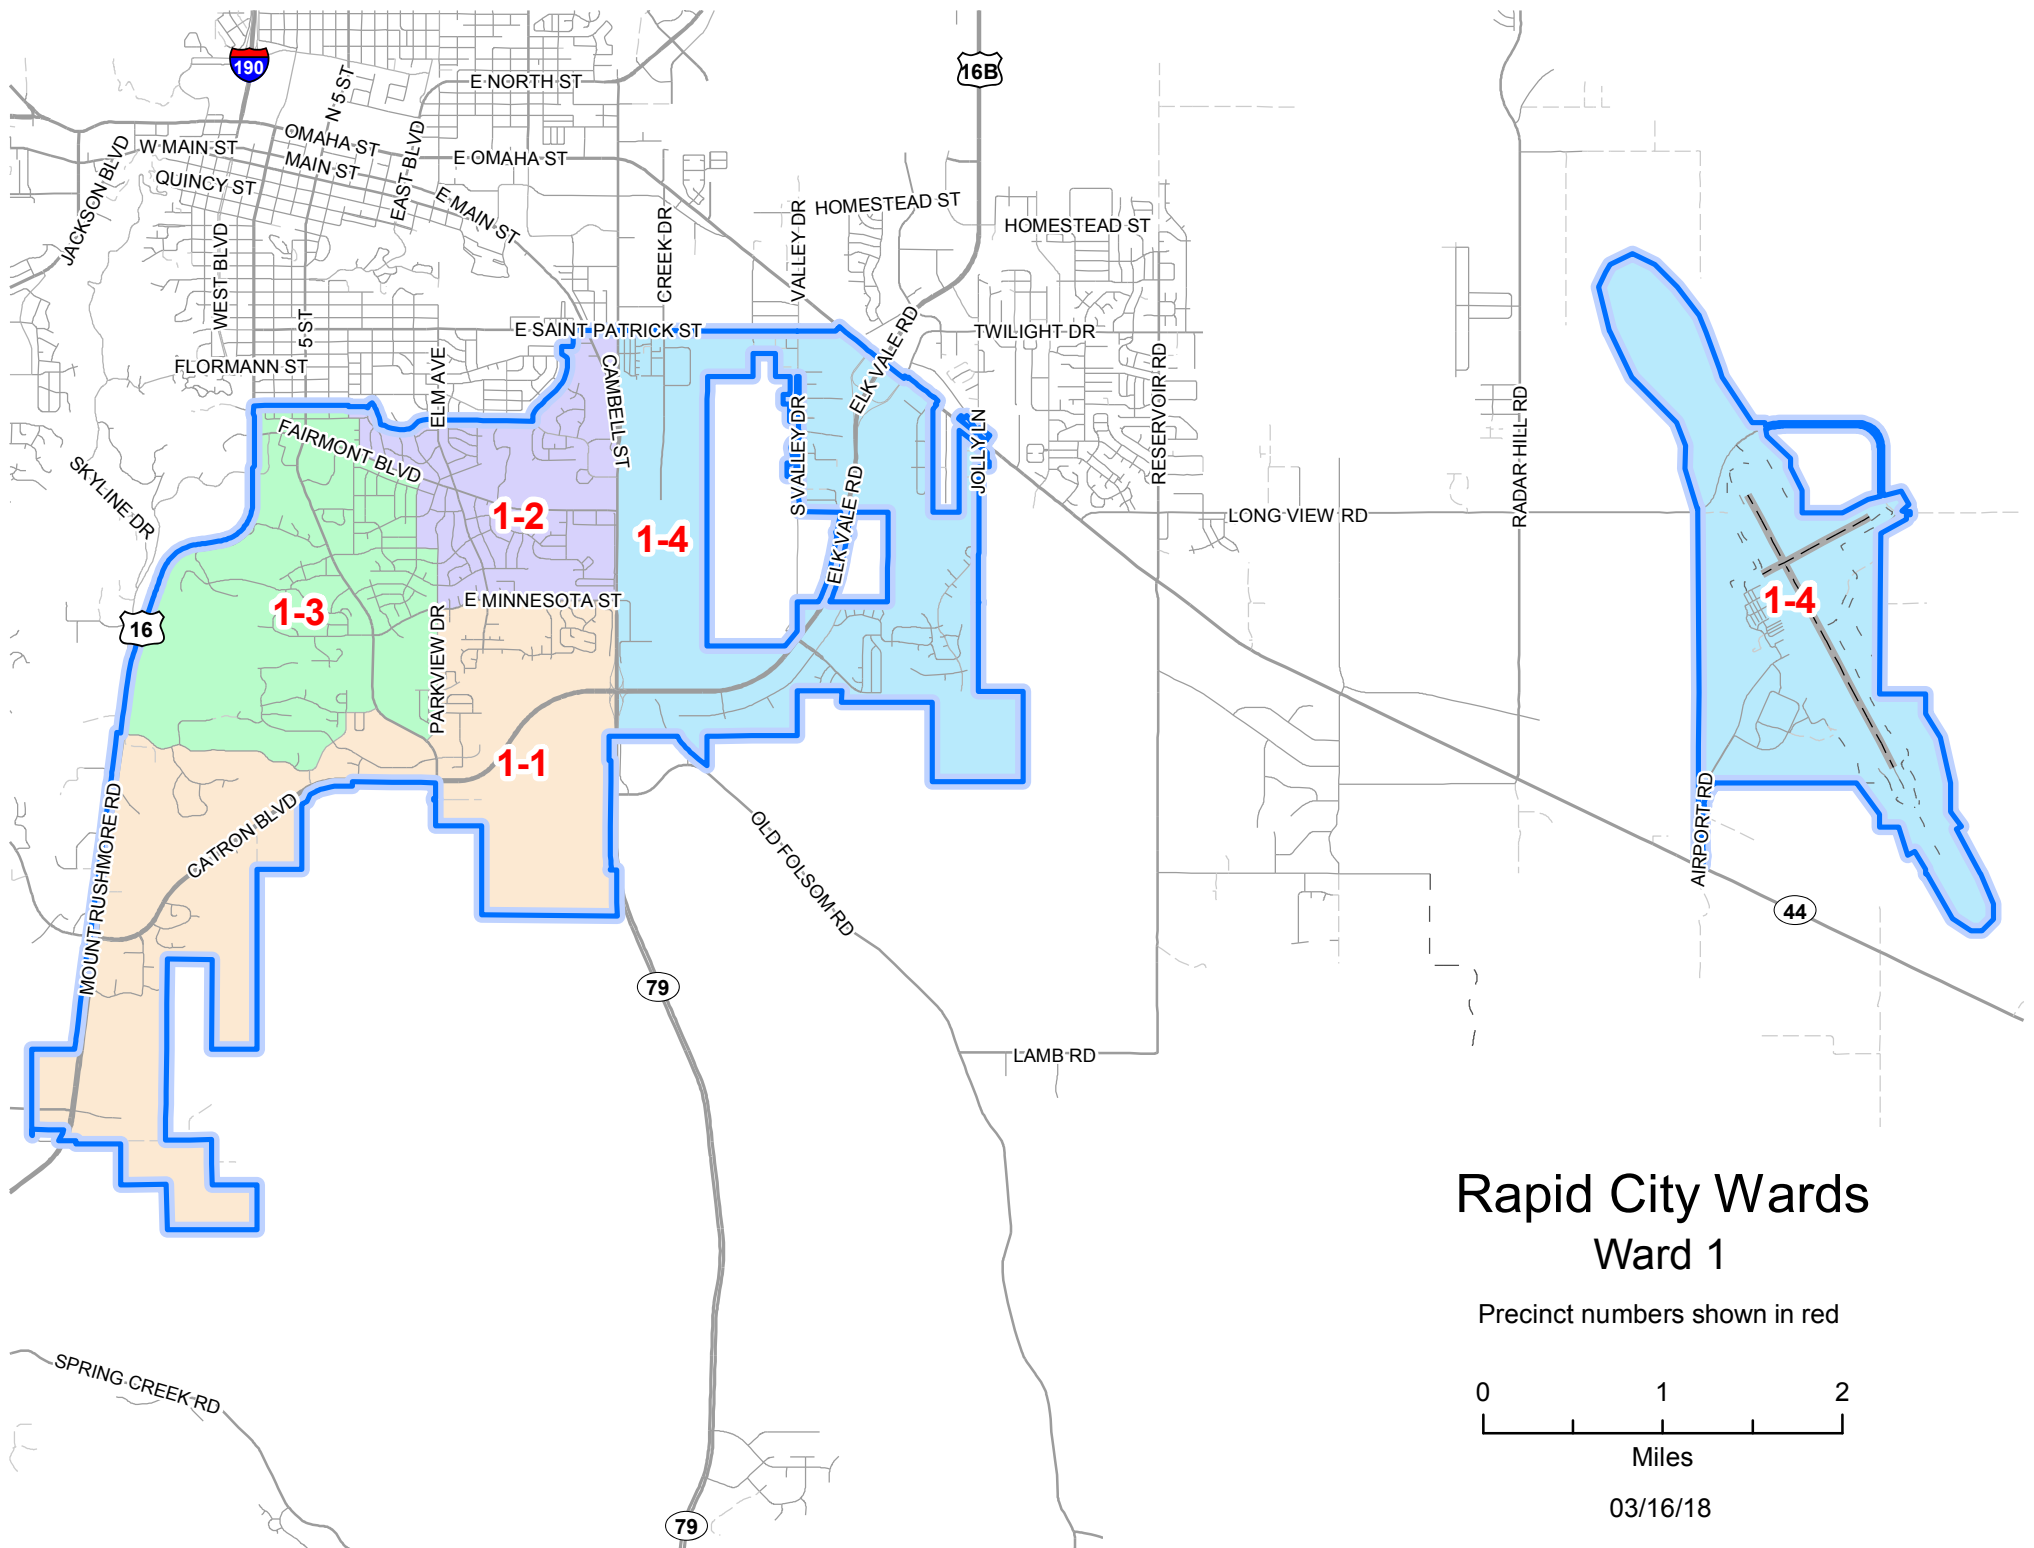 190
16B
E NORTH ST
N 5 ST
OMAHA ST
W MAIN ST
MAIN ST
E OMAHA ST
JACKSON BLVD
QUINCY ST
EAST BLVD
E MAIN ST
HOMESTEAD ST
HOMESTEAD ST
WEST BLVD
CREEK DR
VALLEY DR
5 ST
E SAINT PATRICK ST
TWILIGHT DR
FLORMANN ST
ELM AVE
CAMBELL ST
ELK VALE RD
RESERVOIR RD
RADAR HILL RD
FAIRMONT BLVD
S VALLEY DR
JOLLY LN
SKYLINE DR
1-2
1-4
ELK VALE RD
LONG VIEW RD
1-3
E MINNESOTA ST
1-4
16
PARKVIEW DR
1-1
MOUNT RUSHMORE RD
CATRON BLVD
OLD FOLSOM RD
AIRPORT RD
44
79
LAMB RD
SPRING CREEK RD
79
Rapid City Wards
Ward 1
Precinct numbers shown in red
0 1 2
Miles
03/16/18